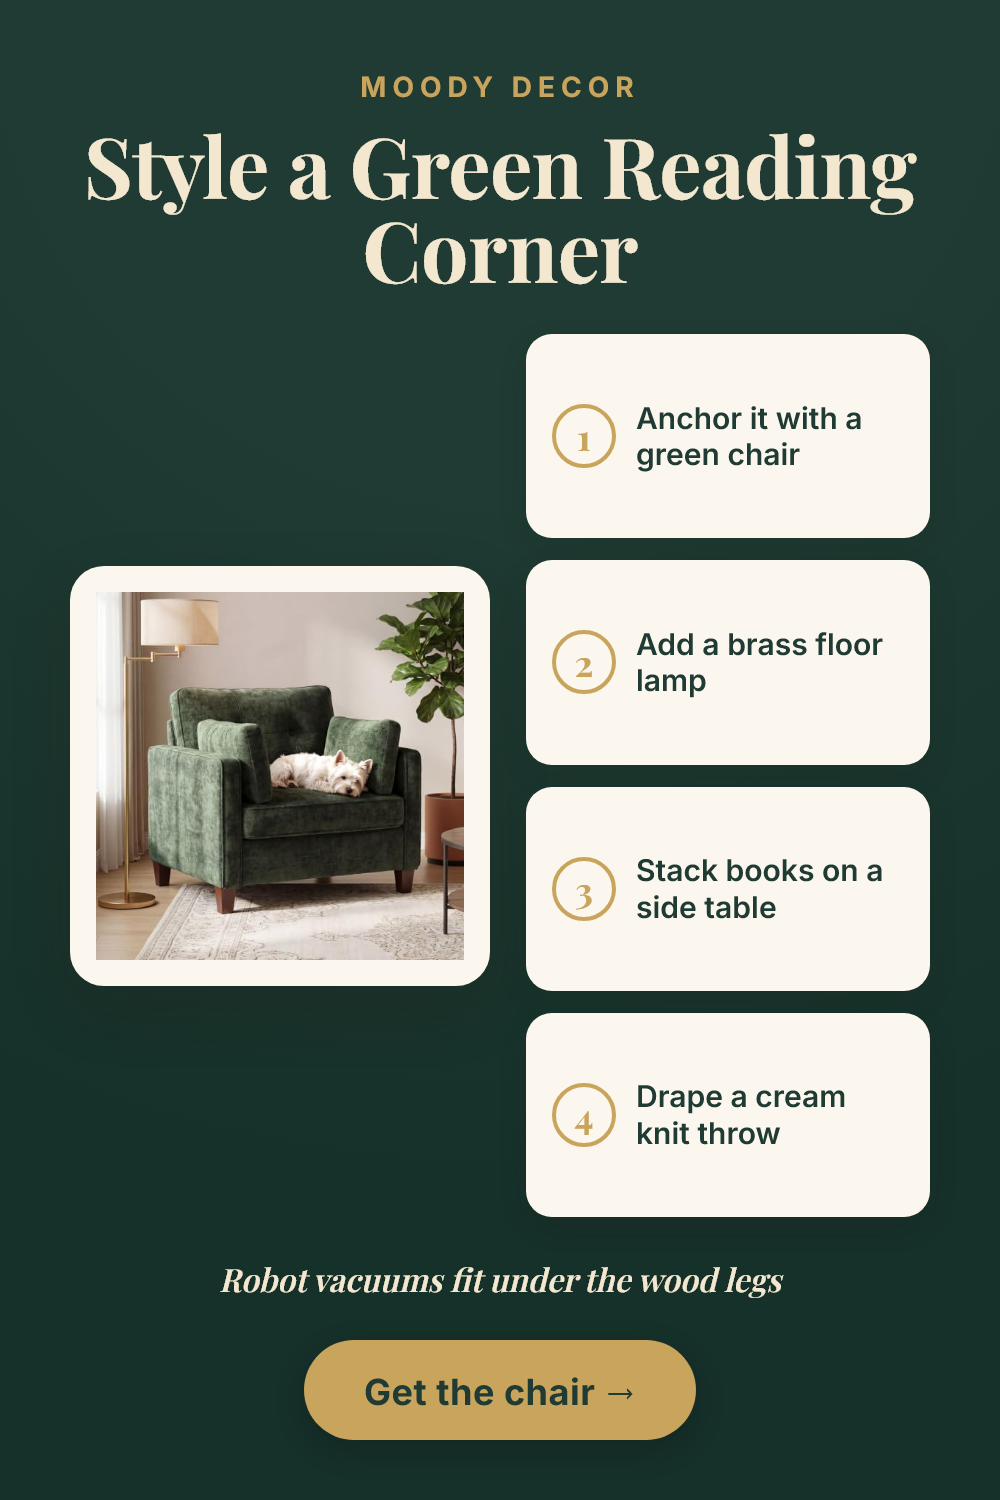 MOODY DECOR
Style a Green Reading
Corner
1
Anchor it with a
green chair
2
Add a brass floor
lamp
3
Stack books on a
side table
4
Drape a cream
knit throw
Robot vacuums fit under the wood legs
Get the chair →